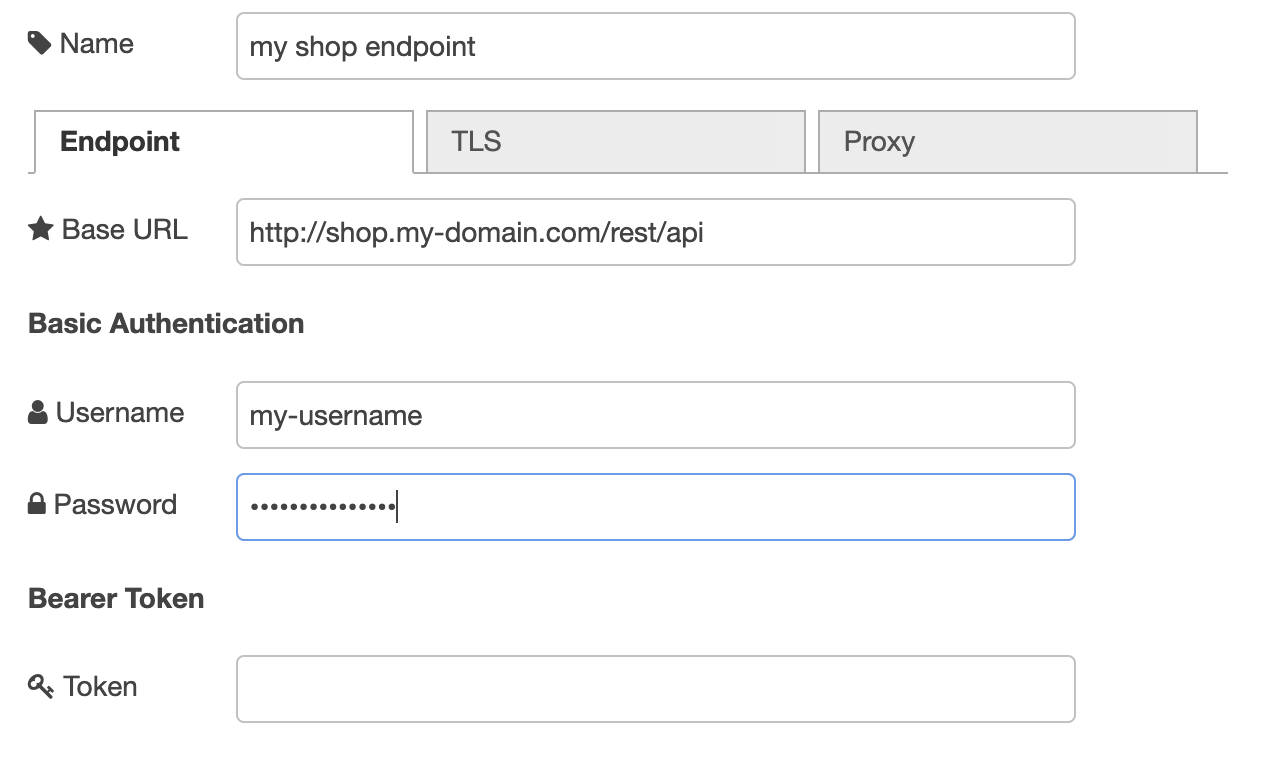 Name
my shop endpoint
Endpoint
TLS
Proxy
Base URL
http://shop.my-domain.com/rest/api
Basic Authentication
Username
my-username
Password
•••••••••••••••
Bearer Token
Token